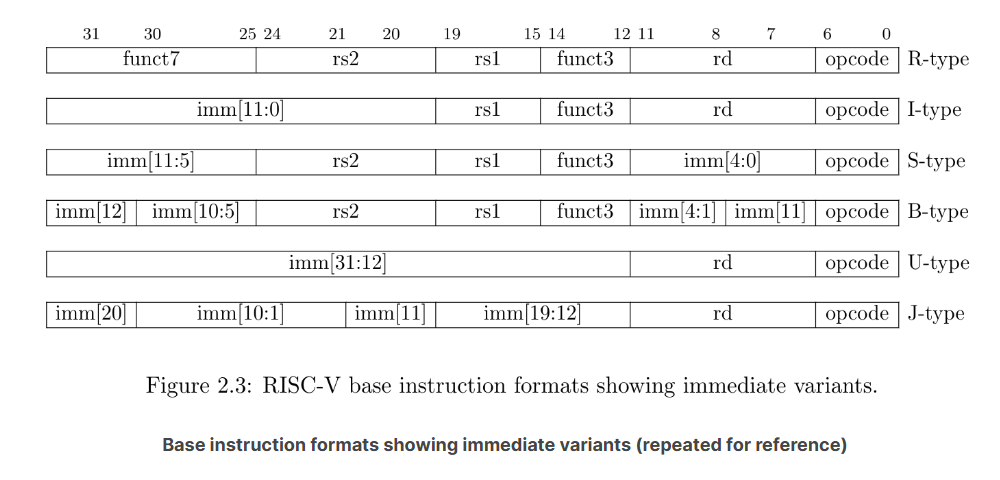 31 30 25 24 21 20 19 15 14 12 11 8 7 6 0
funct7 rs2 rs1 funct3 rd opcode R-type
imm[11:0] rs1 funct3 rd opcode I-type
imm[11:5] rs2 rs1 funct3 imm[4:0] opcode S-type
imm[12] imm[10:5] rs2 rs1 funct3 imm[4:1] imm[11] opcode B-type
imm[31:12] rd opcode U-type
imm[20] imm[10:1] imm[11] imm[19:12] rd opcode J-type
Figure 2.3: RISC-V base instruction formats showing immediate variants.
Base instruction formats showing immediate variants (repeated for reference)